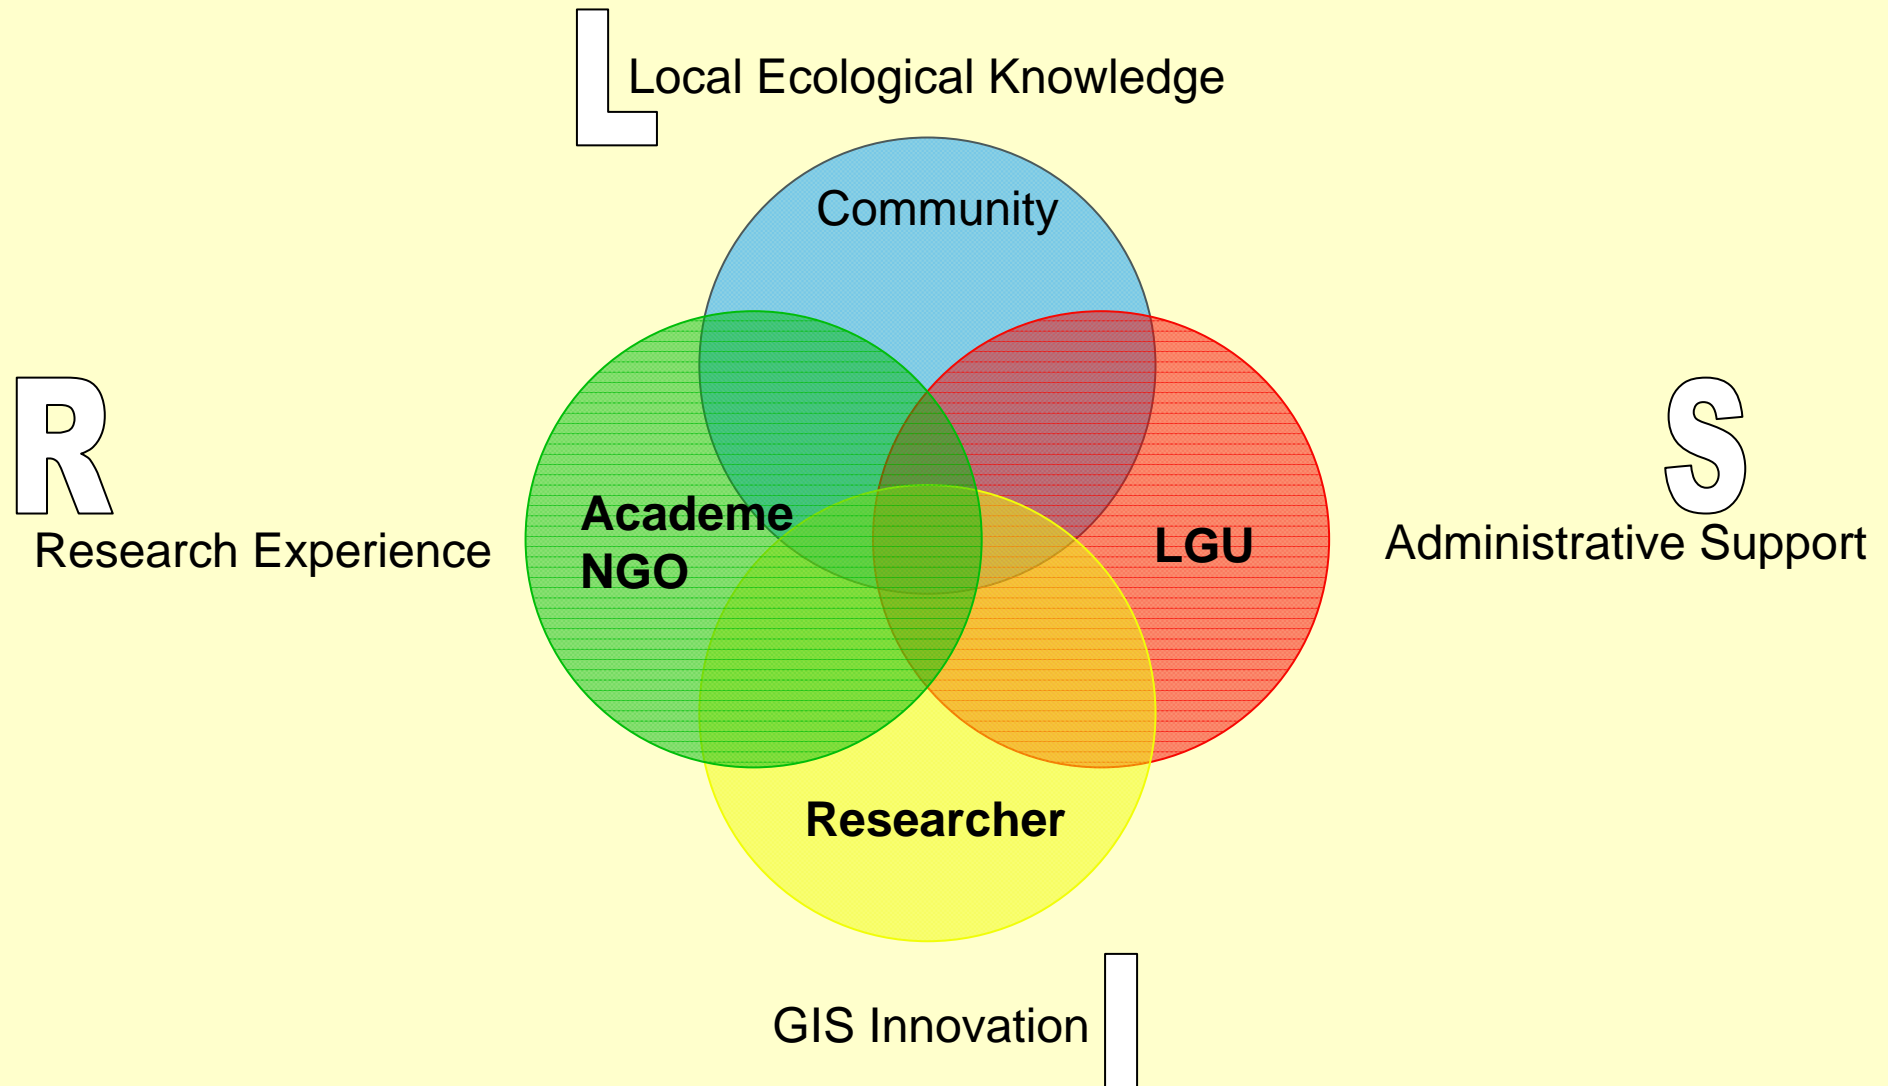 L
Local Ecological Knowledge
Community
R
Research Experience
Academe
NGO
LGU
S
Administrative Support
Researcher
GIS Innovation
I